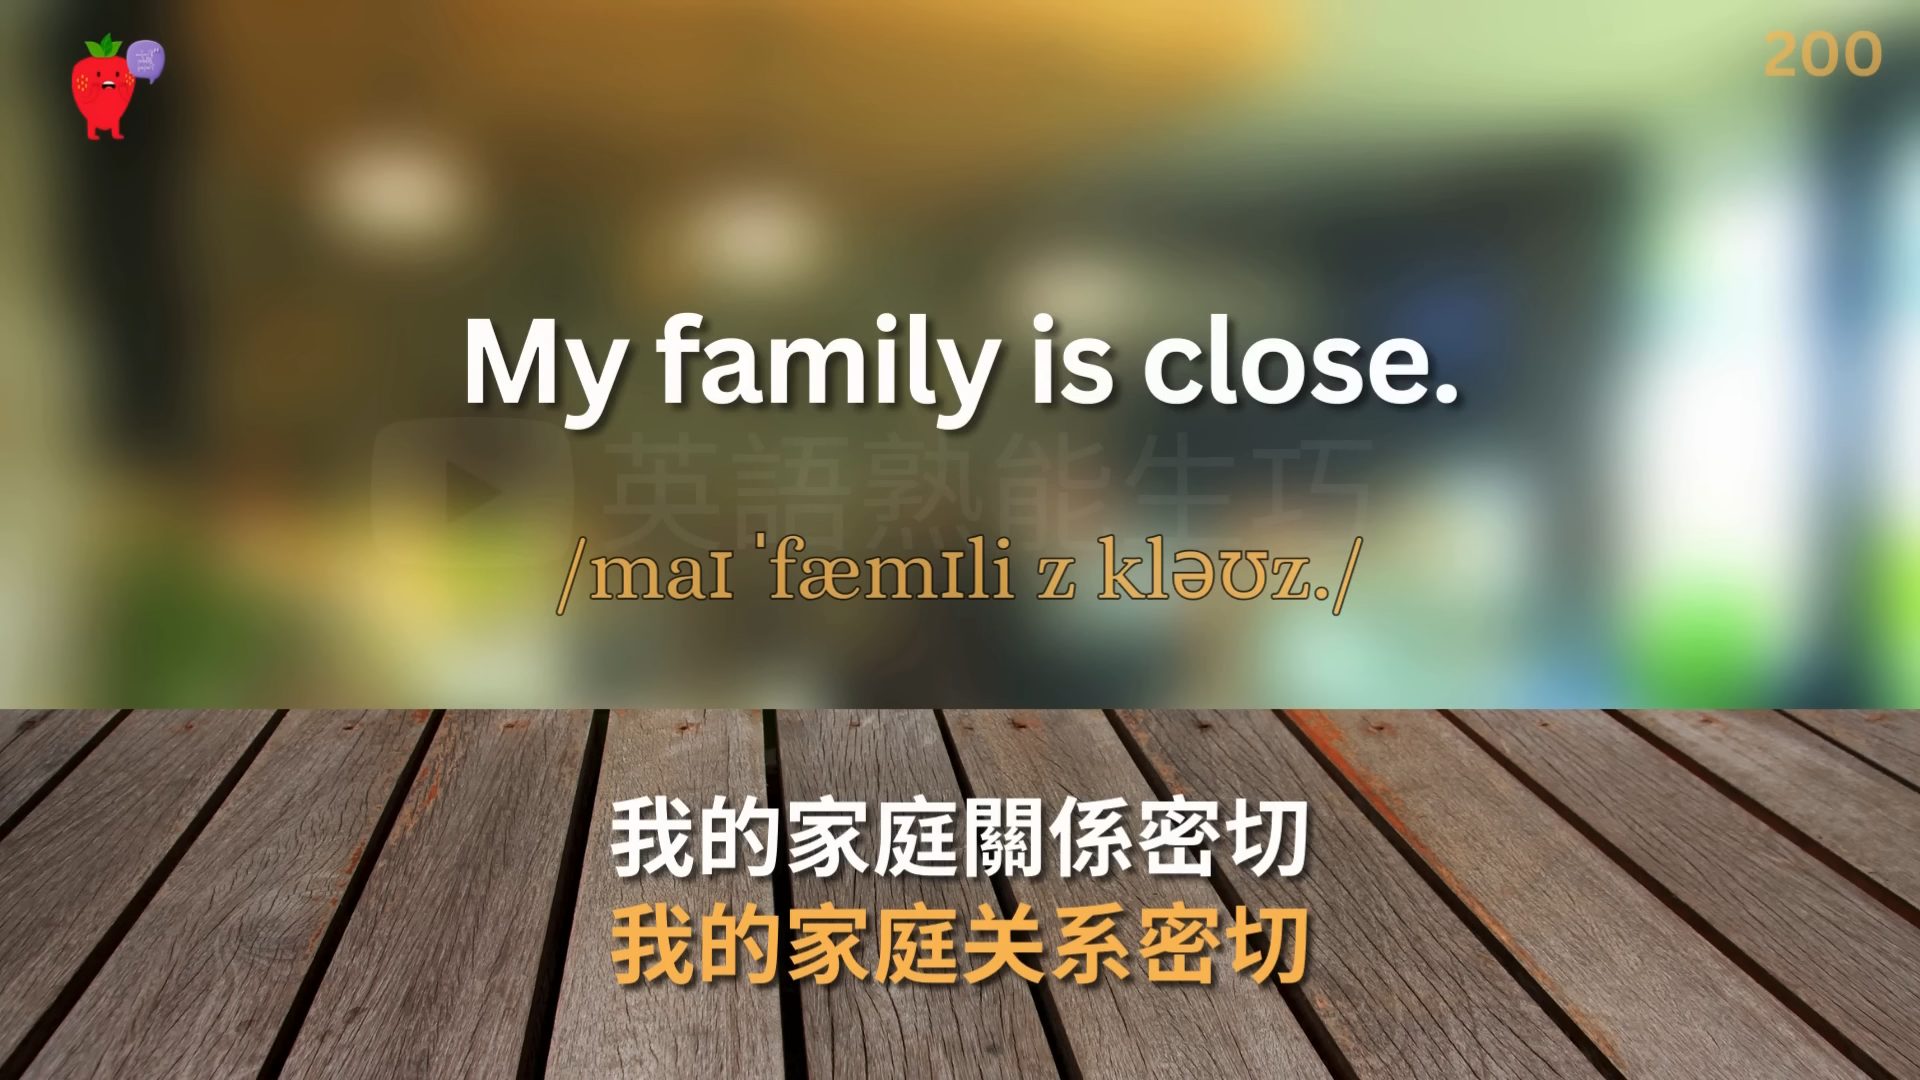 200
My family is close.
英語熟能生巧
/maɪ ˈfæmɪli z kləʊz./
我的家庭關係密切
我的家庭关系密切